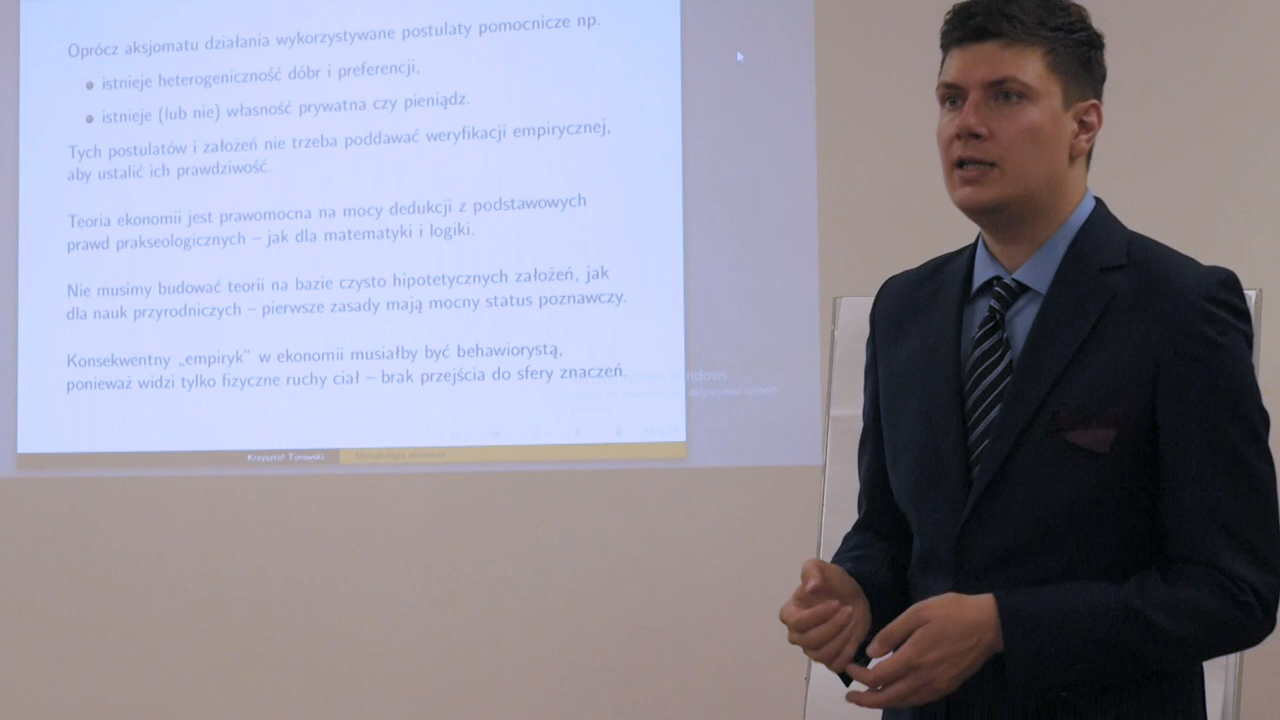 Oprócz aksjomatu działania wykorzystywane postulaty pomocnicze np.
istnieje heterogeniczność dóbr i preferencji,
istnieje (lub nie) własność prywatna czy pieniądz.
Tych postulatów i założeń nie trzeba poddawać weryfikacji empirycznej,
aby ustalić ich prawdziwość.
Teoria ekonomii jest prawomocna na mocy dedukcji z podstawowych
prawd prakseologicznych – jak dla matematyki i logiki.
Nie musimy budować teorii na bazie czysto hipotetycznych założeń, jak
dla nauk przyrodniczych – pierwsze zasady mają mocny status poznawczy.
Konsekwentny „empiryk” w ekonomii musiałby być behawiorystą,
ponieważ widzi tylko fizyczne ruchy ciał – brak przejścia do sfery znaczeń.
Krzysztof Turowski Metodologia ekonomii